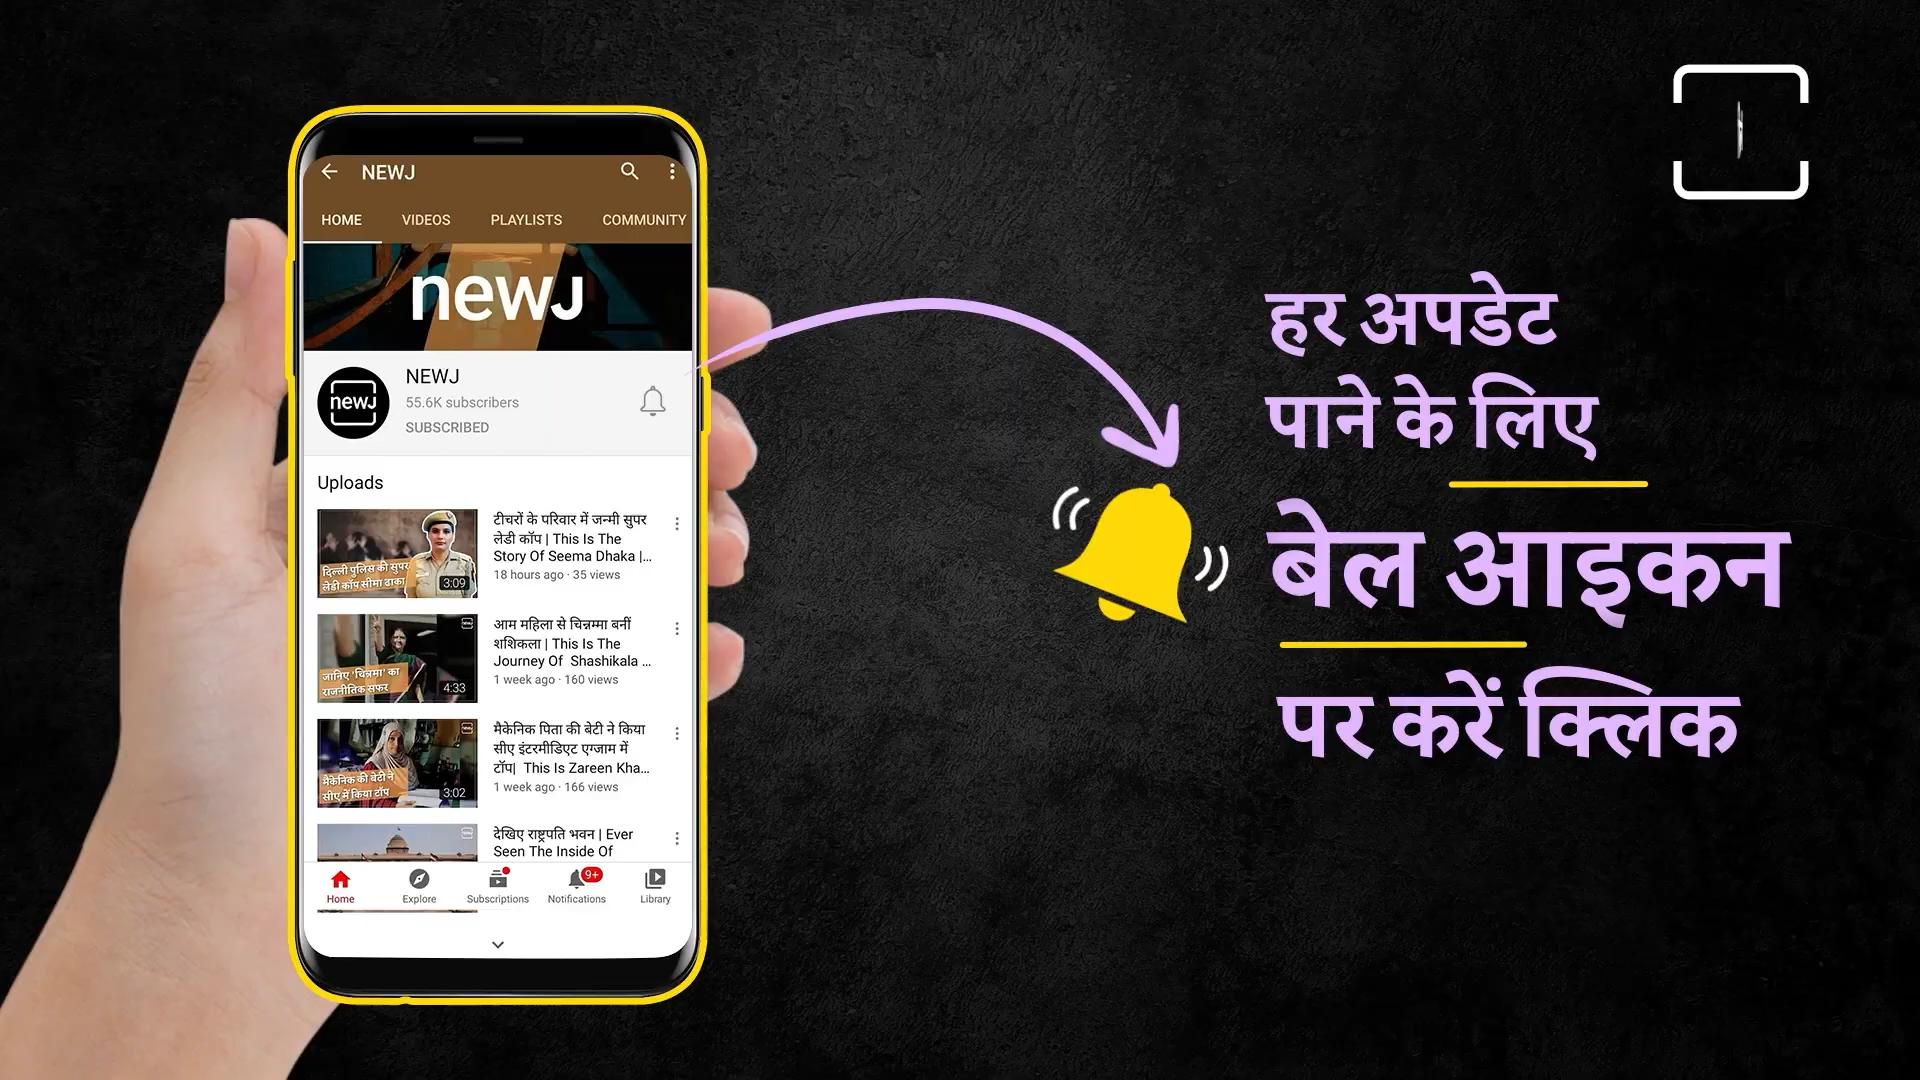 NEWJ
HOME VIDEOS PLAYLISTS COMMUNITY
newJ
newJ
NEWJ
55.6K subscribers
SUBSCRIBED
Uploads
दिल्ली पुलिस की सुपर
लेडी कॉप सीमा ढाका
3:09
टीचरों के परिवार में जन्मी सुपर
लेडी कॉप | This Is The
Story Of Seema Dhaka |...
18 hours ago · 35 views
जानिए 'चिन्नमा' का
राजनीतिक सफर
4:33
आम महिला से चिन्नम्मा बनीं
शशिकला | This Is The
Journey Of Shashikala ...
1 week ago · 160 views
मैकेनिक की बेटी ने
सीए में किया टॉप
3:02
मैकेनिक पिता की बेटी ने किया
सीए इंटरमीडिएट एग्जाम में
टॉप| This Is Zareen Kha...
1 week ago · 166 views
देखिए राष्ट्रपति भवन | Ever
Seen The Inside Of
9+
Home Explore Subscriptions Notifications Library
हर अपडेट
पाने के लिए
बेल आइकन
पर करें क्लिक